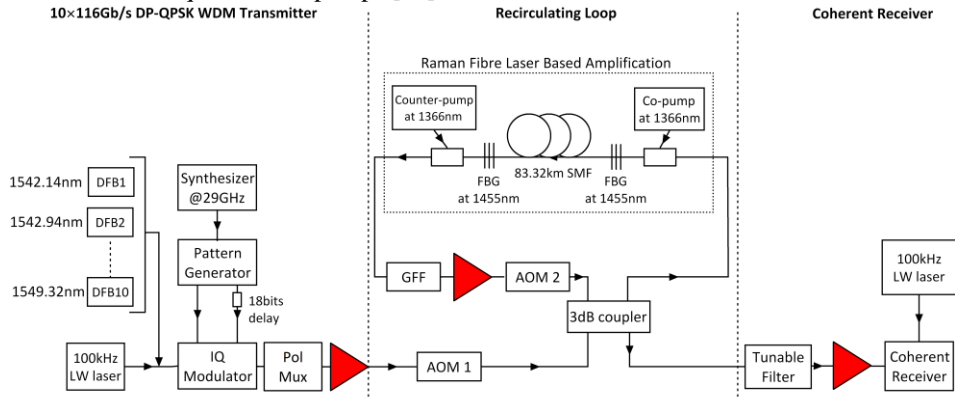 10×116Gb/s DP-QPSK WDM Transmitter
Recirculating Loop
Coherent Receiver
Raman Fibre Laser Based Amplification
Counter-pump
at 1366nm
Co-pump
at 1366nm
83.32km SMF
FBG
at 1455nm
FBG
at 1455nm
1542.14nm
DFB1
1542.94nm
DFB2
1549.32nm
DFB10
Synthesizer
@29GHz
Pattern
Generator
18bits
delay
100kHz
LW laser
IQ
Modulator
Pol
Mux
GFF
AOM 2
3dB coupler
AOM 1
100kHz
LW laser
Tunable
Filter
Coherent
Receiver